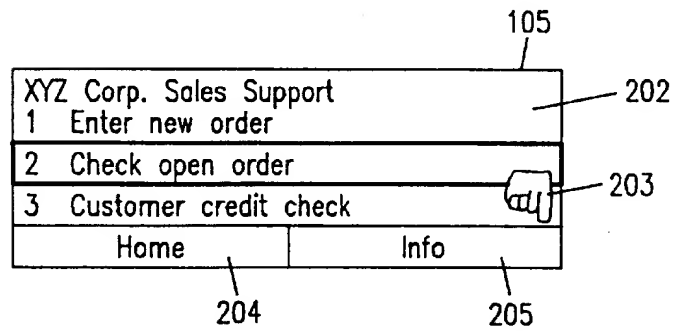 105
XYZ Corp. Sales Support
202
1 Enter new order
2 Check open order
203
3 Customer credit check
Home Info
204 205